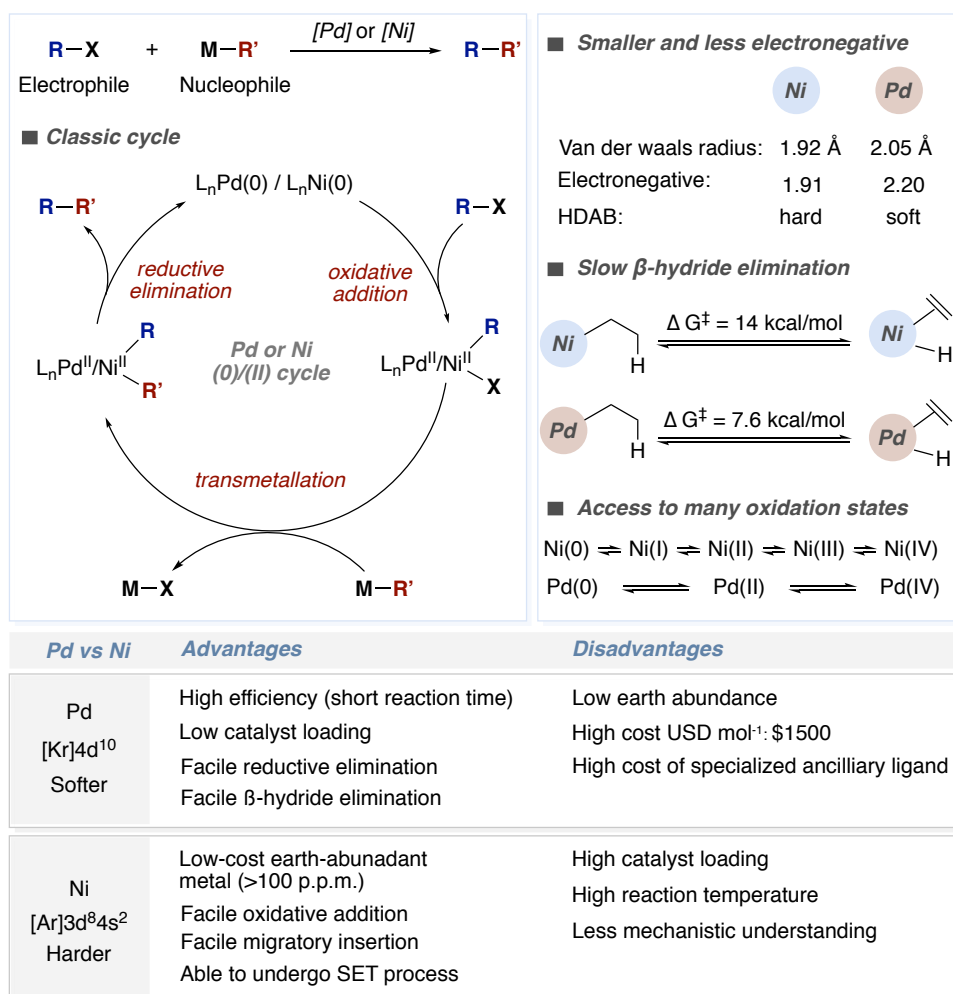 R–X + M–R’ [Pd] or [Ni] R–R’
Electrophile Nucleophile
■ Classic cycle
LnPd(0) / LnNi(0)
R–R’
R–X
reductive
elimination
oxidative
addition
R
LnPdII/NiII
R’
Pd or Ni
(0)/(II) cycle
R
LnPdII/NiII
X
transmetallation
M–X
M–R’
■ Smaller and less electronegative
Ni Pd
Van der waals radius: 1.92 Å 2.05 Å
Electronegative: 1.91 2.20
HDAB: hard soft
■ Slow β-hydride elimination
Ni H Δ G‡ = 14 kcal/mol Ni H
Pd H Δ G‡ = 7.6 kcal/mol Pd H
■ Access to many oxidation states
Ni(0) ⇌ Ni(I) ⇌ Ni(II) ⇌ Ni(III) ⇌ Ni(IV)
Pd(0) ⇌ Pd(II) ⇌ Pd(IV)
Pd vs Ni Advantages Disadvantages
Pd
[Kr]4d10
Softer
High efficiency (short reaction time)
Low catalyst loading
Facile reductive elimination
Facile ß-hydride elimination
Low earth abundance
High cost USD mol-1: $1500
High cost of specialized ancilliary ligand
Ni
[Ar]3d84s2
Harder
Low-cost earth-abunadant
metal (>100 p.p.m.)
Facile oxidative addition
Facile migratory insertion
Able to undergo SET process
High catalyst loading
High reaction temperature
Less mechanistic understanding